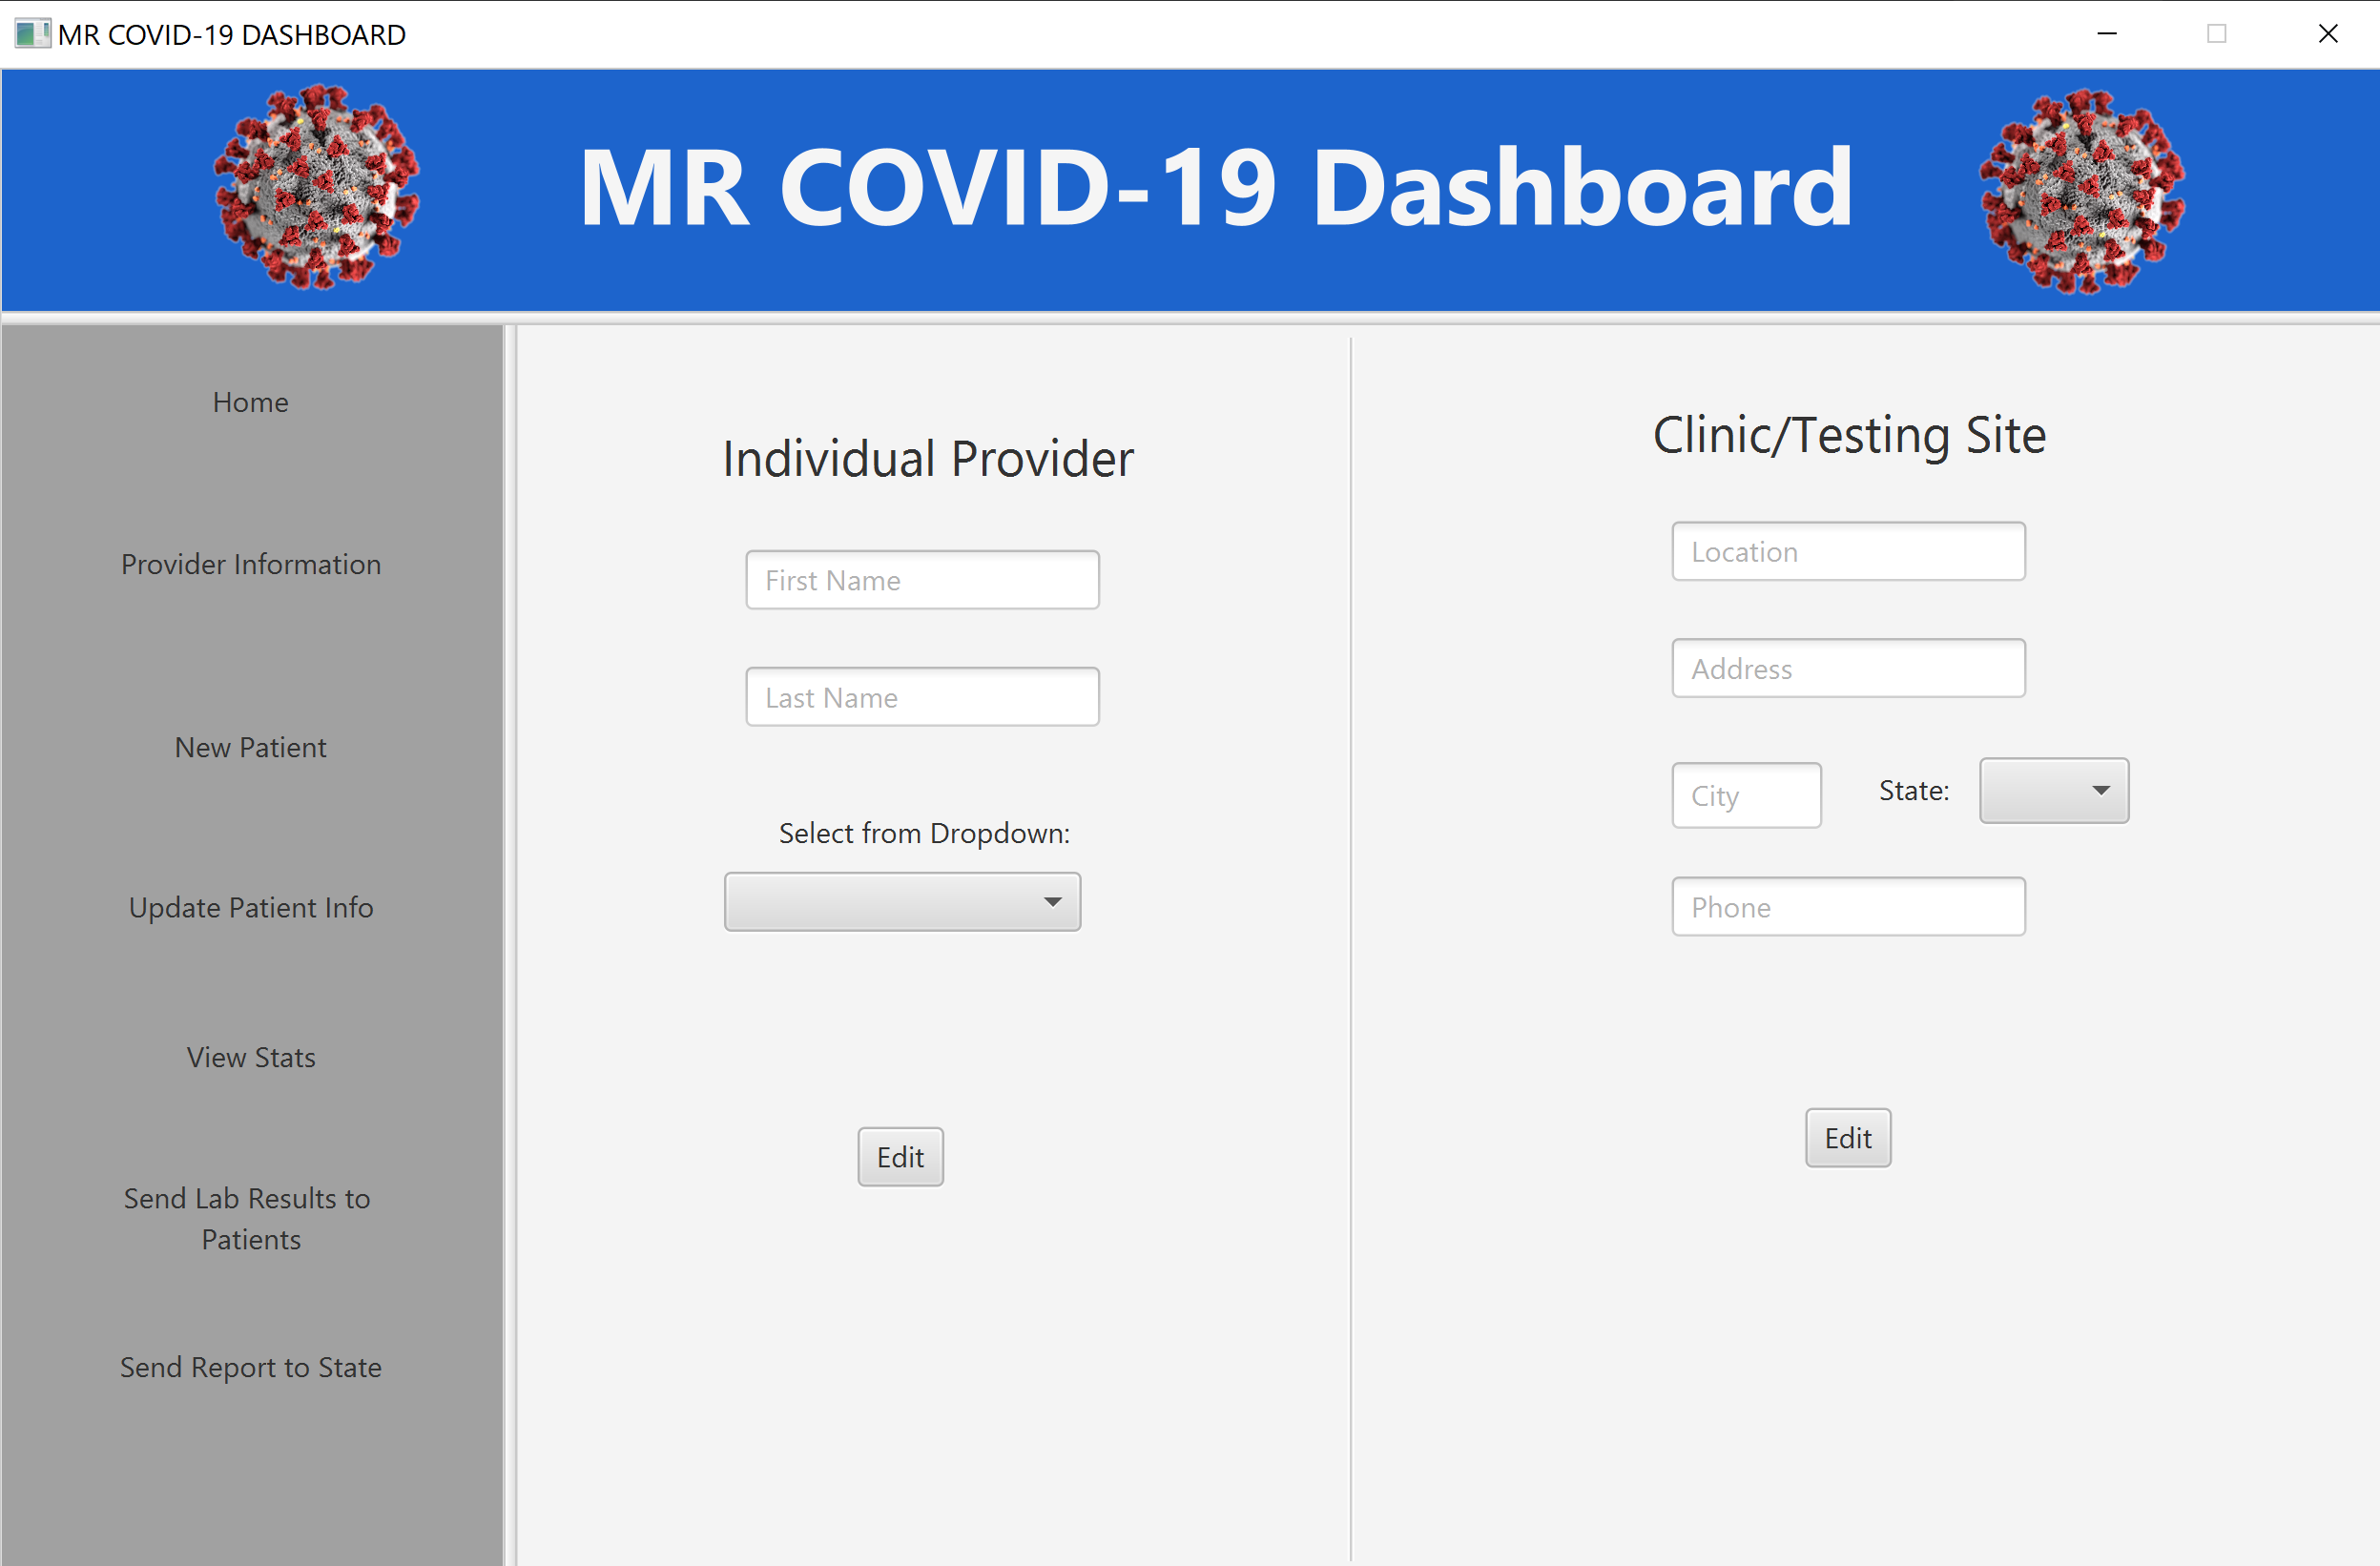 MR COVID-19 DASHBOARD
MR COVID-19 Dashboard
Home
Provider Information
New Patient
Update Patient Info
View Stats
Send Lab Results to
Patients
Send Report to State
Individual Provider
First Name
Last Name
Select from Dropdown:
Edit
Clinic/Testing Site
Location
Address
City State:
Phone
Edit